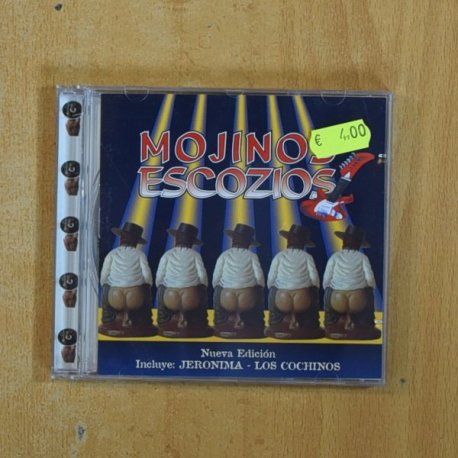 MOJINOS
ESCOZIOS
€ 4,00
Nueva Edición
Incluye: JERONIMA - LOS COCHINOS